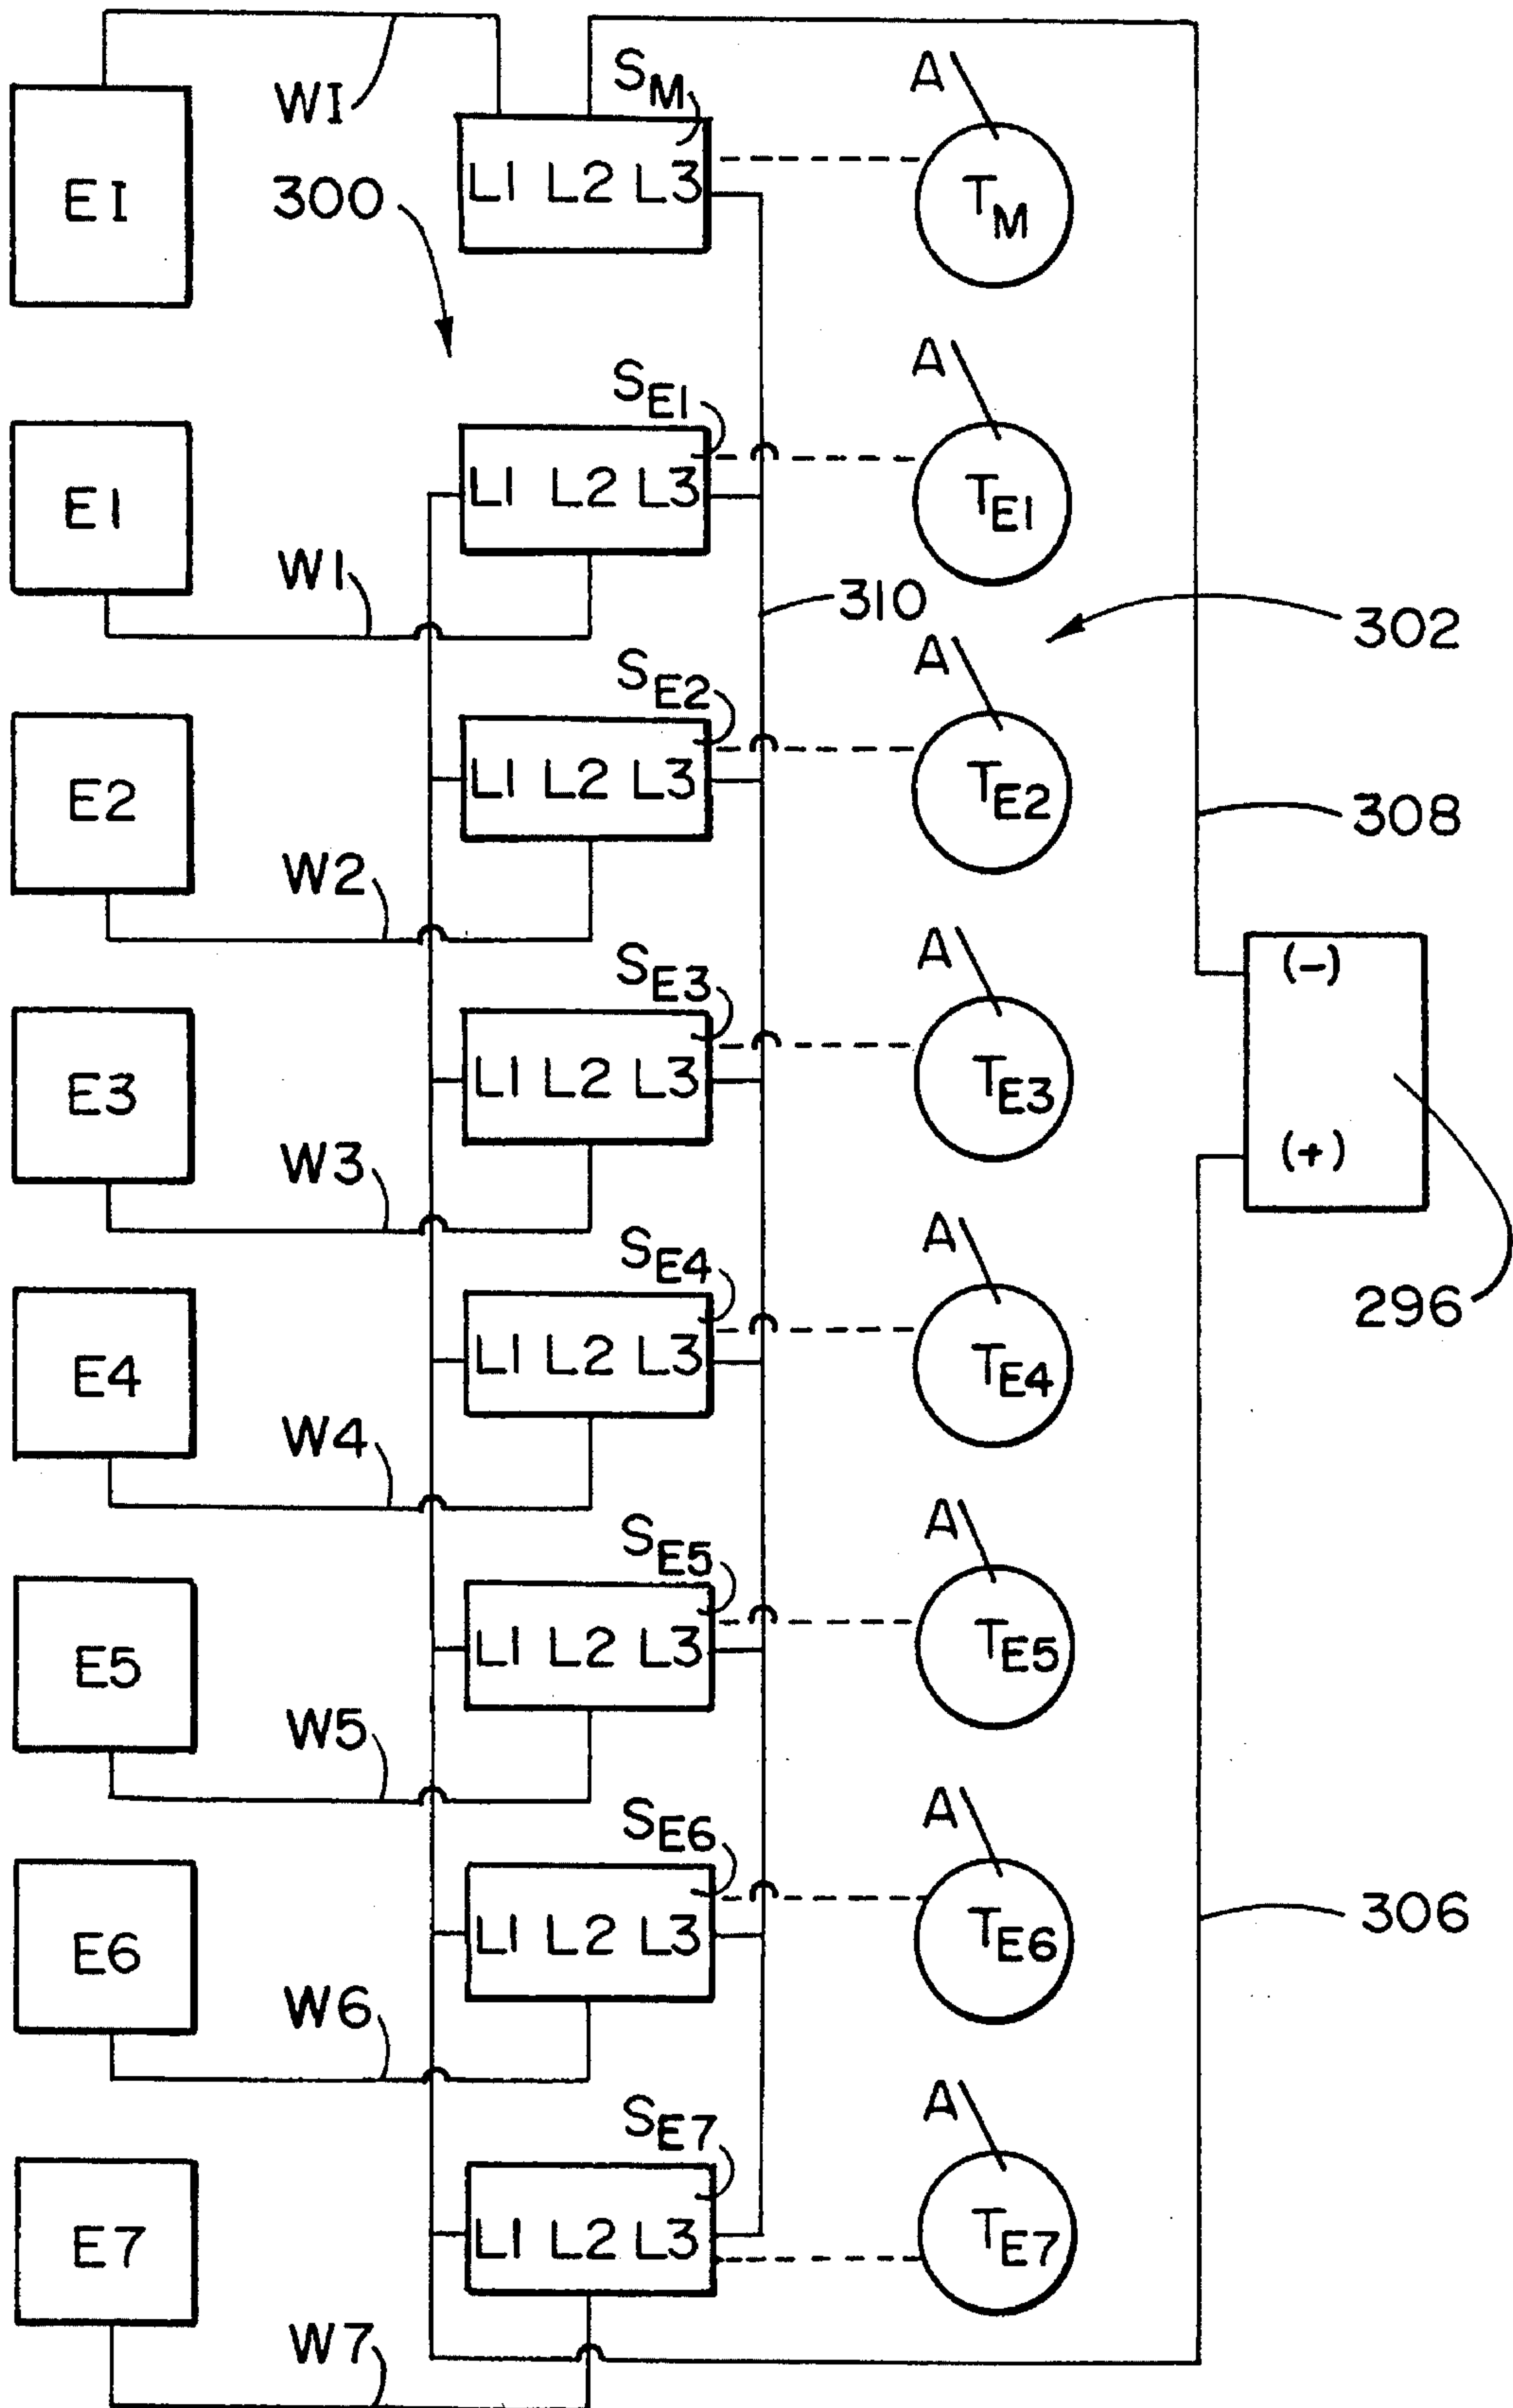 WI
S_M
A
EI
300
L1 L2 L3
T_M
S_E1
A
E1
L1 L2 L3
T_E1
W1
310
302
S_E2
A
E2
L1 L2 L3
T_E2
308
W2
S_E3
A
(-)
E3
L1 L2 L3
T_E3
W3
(+)
S_E4
A
296
E4
L1 L2 L3
T_E4
W4
S_E5
A
E5
L1 L2 L3
T_E5
W5
S_E6
A
E6
L1 L2 L3
T_E6
306
W6
S_E7
A
E7
L1 L2 L3
T_E7
W7